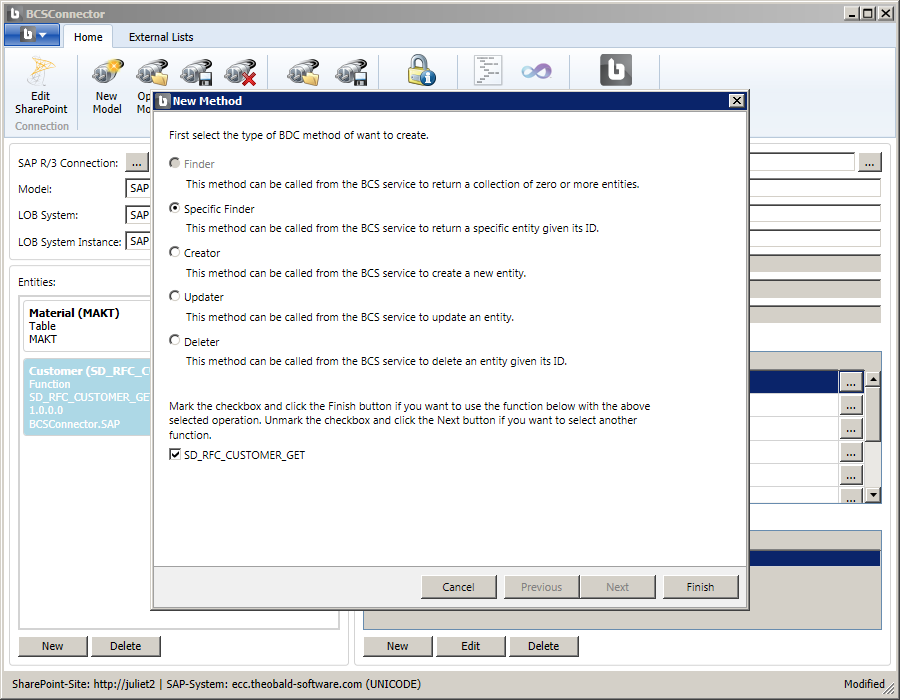 BCSConnector
Home
External Lists
Edit
SharePoint
Connection
New
Model
Op
Mo
SAP R/3 Connection:
...
...
Model:
SAP
LOB System:
SAP
LOB System Instance:
SAP
Entities:
Material (MAKT)
Table
MAKT
Customer (SD_RFC_C
Function
SD_RFC_CUSTOMER_GE
1.0.0.0
BCSConnector.SAP
New Method
First select the type of BDC method of want to create.
Finder
This method can be called from the BCS service to return a collection of zero or more entities.
Specific Finder
This method can be called from the BCS service to return a specific entity given its ID.
Creator
This method can be called from the BCS service to create a new entity.
Updater
This method can be called from the BCS service to update an entity.
Deleter
This method can be called from the BCS service to delete an entity given its ID.
Mark the checkbox and click the Finish button if you want to use the function below with the above
selected operation. Unmark the checkbox and click the Next button if you want to select another
function.
SD_RFC_CUSTOMER_GET
Cancel
Previous
Next
Finish
...
...
...
...
...
...
New
Delete
New
Edit
Delete
SharePoint-Site: http://juliet2 | SAP-System: ecc.theobald-software.com (UNICODE)
Modified